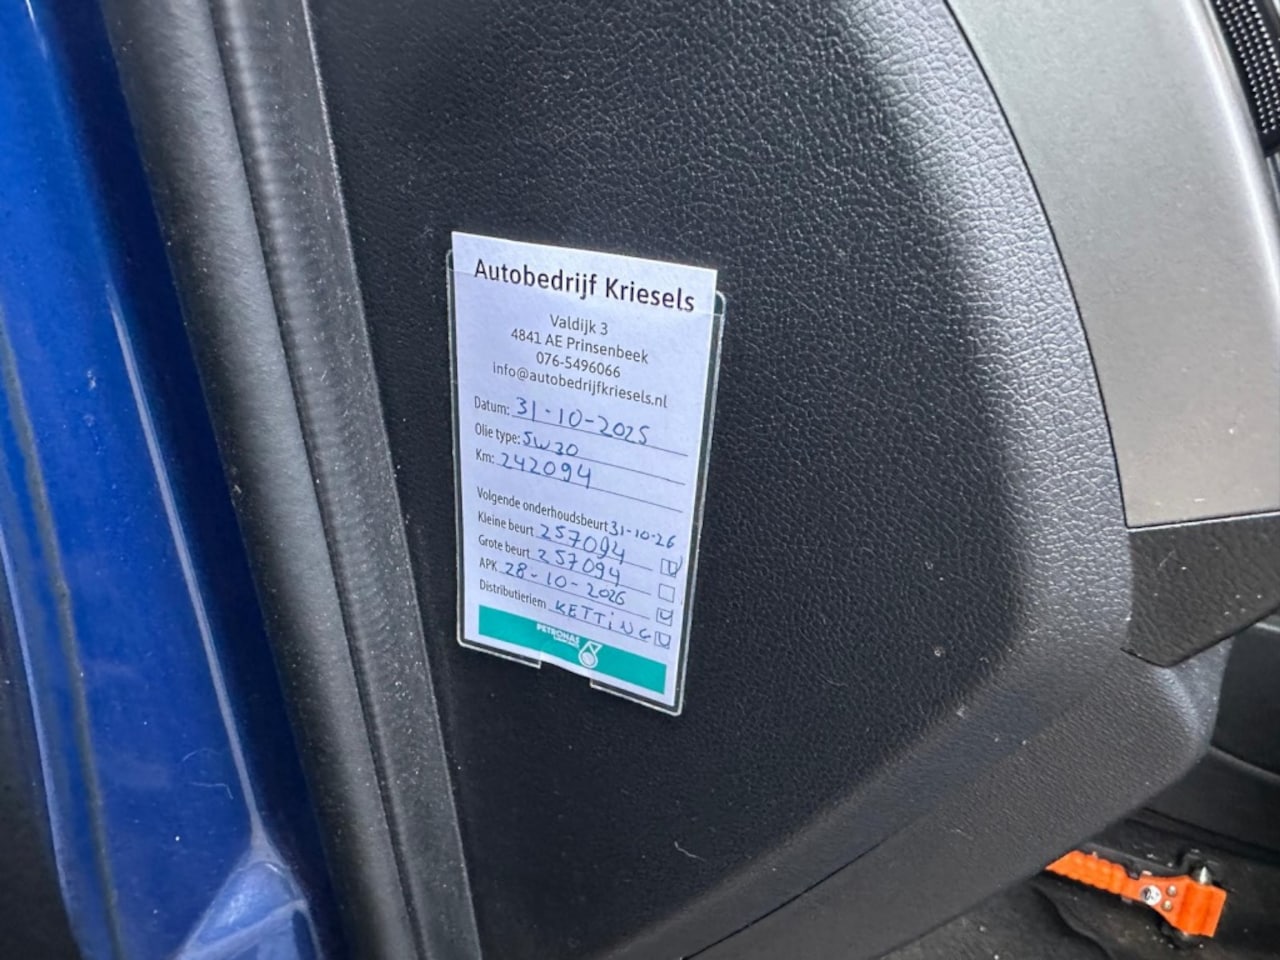 Autobedrijf Kriesels
Valdijk 3
4841 AE Prinsenbeek
076-5496066
info@autobedrijfkriesels.nl
Datum: 31-10-2025
Olie type: 5W30
Km: 242094
Volgende onderhoudsbeurt 31-10-26
Kleine beurt 257094
Grote beurt 257094
APK 28-10-2026
Distributieriem KETTING
PETRONAS